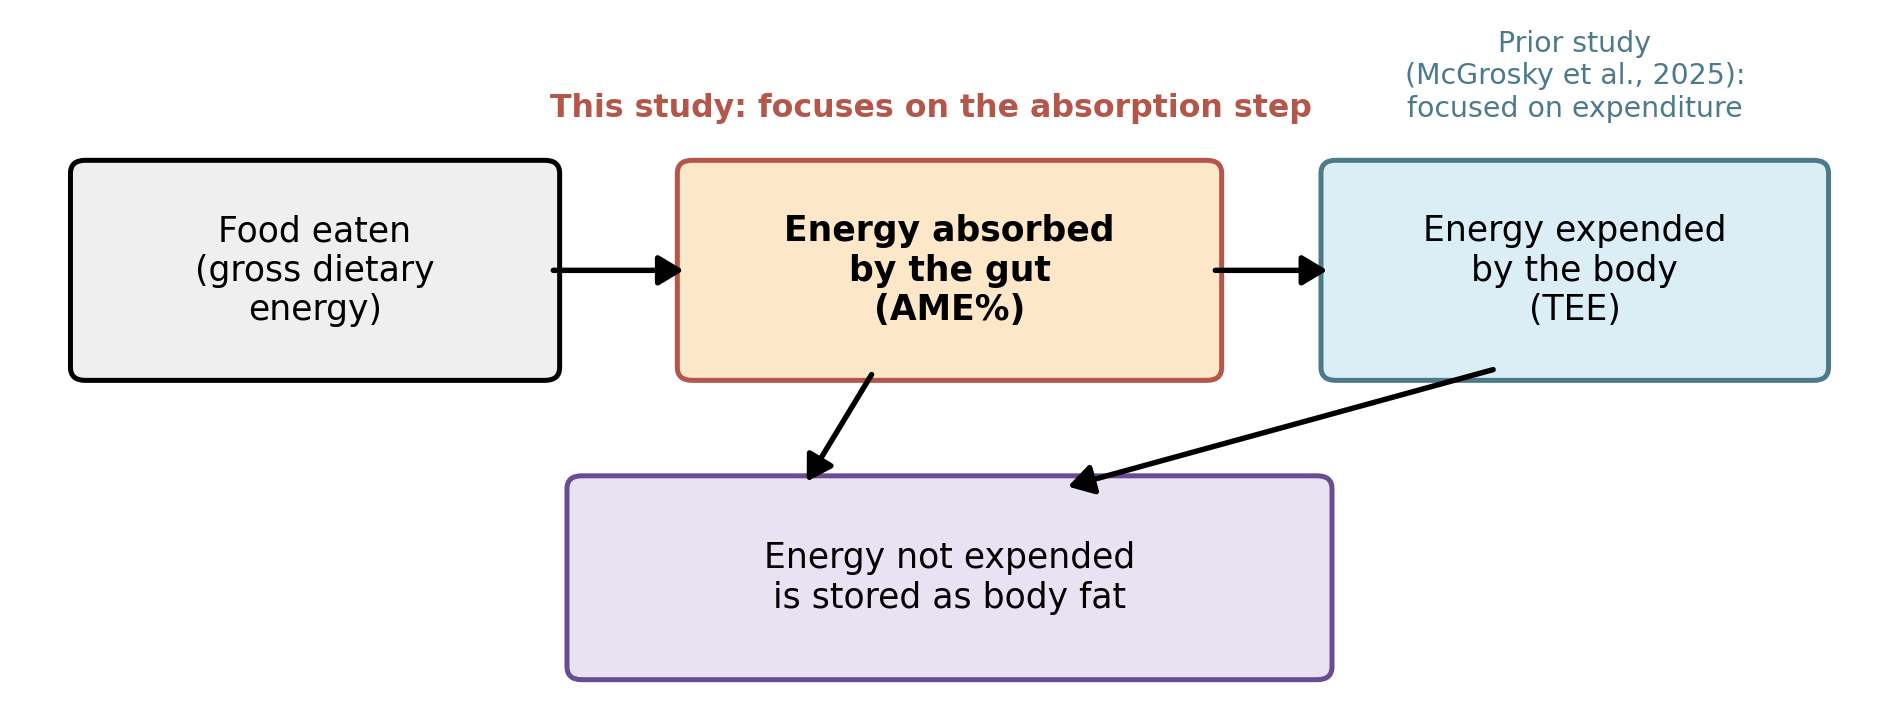 Prior study
(McGrosky et al., 2025):
focused on expenditure
This study: focuses on the absorption step
Food eaten
(gross dietary
energy)
Energy absorbed
by the gut
(AME%)
Energy expended
by the body
(TEE)
Energy not expended
is stored as body fat